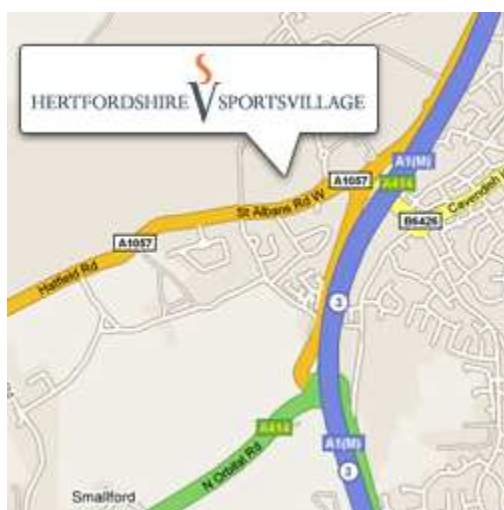 HERTFORDSHIRE SV SPORTSVILLAGE
A1(M)
A1057
A414
St Albans Rd W
B6426
Cavendish
A1057
Hatfield Rd
3
A414
N Orbital Rd
A1(M)
3
Smallford